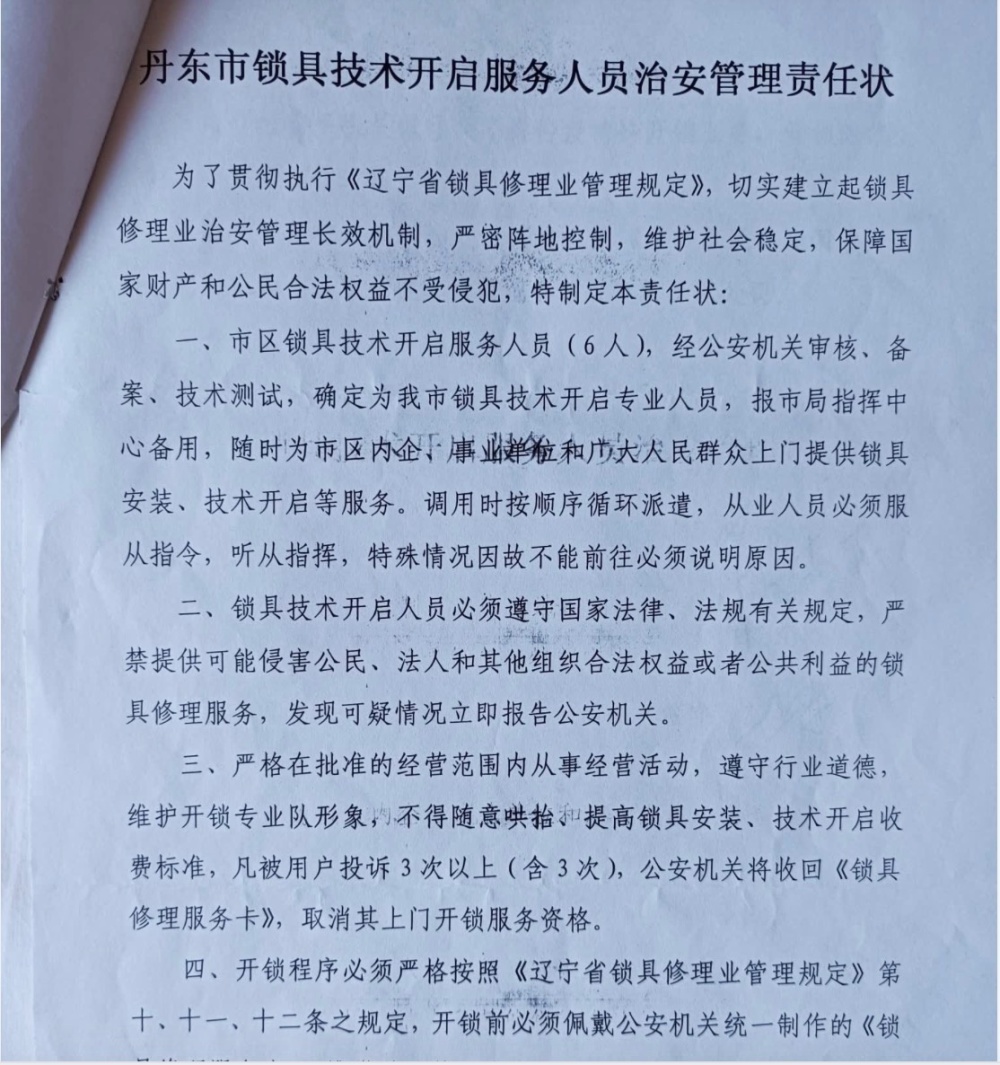 丹东市锁具技术开启服务人员治安管理责任状
为了贯彻执行《辽宁省锁具修理业管理规定》，切实建立起锁具
修理业治安管理长效机制，严密阵地控制，维护社会稳定，保障国
家财产和公民合法权益不受侵犯，特制定本责任状：
一、市区锁具技术开启服务人员（6人），经公安机关审核、备
案、技术测试，确定为我市锁具技术开启专业人员，报市局指挥中
心备用，随时为市区内企、事业单位和广大人民群众上门提供锁具
安装、技术开启等服务。调用时按顺序循环派遣，从业人员必须服
从指令，听从指挥，特殊情况因故不能前往必须说明原因。
二、锁具技术开启人员必须遵守国家法律、法规有关规定，严
禁提供可能侵害公民、法人和其他组织合法权益或者公共利益的锁
具修理服务，发现可疑情况立即报告公安机关。
三、严格在批准的经营范围内从事经营活动，遵守行业道德，
维护开锁专业队形象，不得随意哄抬、提高锁具安装、技术开启收
费标准，凡被用户投诉3次以上（含3次），公安机关将收回《锁具
修理服务卡》，取消其上门开锁服务资格。
四、开锁程序必须严格按照《辽宁省锁具修理业管理规定》第
十、十一、十二条之规定，开锁前必须佩戴公安机关统一制作的《锁